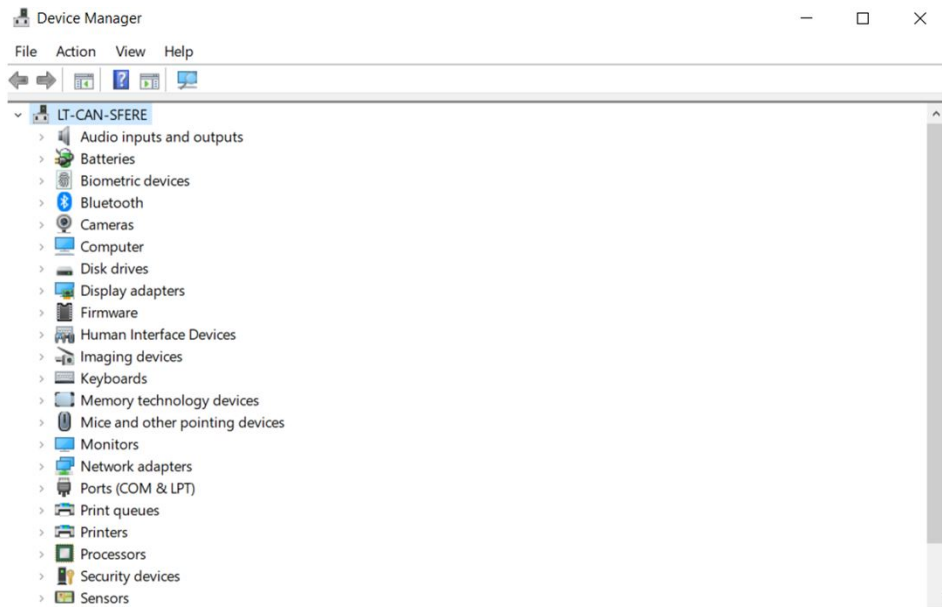 Device Manager
File Action View Help
LT-CAN-SFERE
Audio inputs and outputs
Batteries
Biometric devices
Bluetooth
Cameras
Computer
Disk drives
Display adapters
Firmware
Human Interface Devices
Imaging devices
Keyboards
Memory technology devices
Mice and other pointing devices
Monitors
Network adapters
Ports (COM & LPT)
Print queues
Printers
Processors
Security devices
Sensors